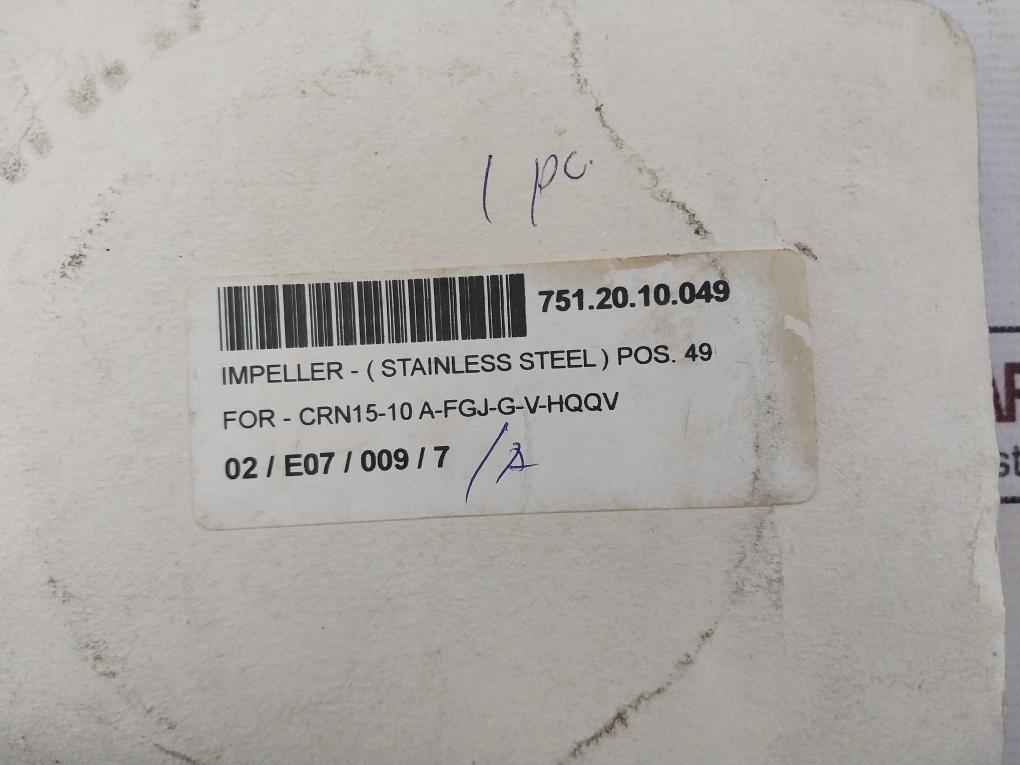 1 pc.
751.20.10.049
IMPELLER - ( STAINLESS STEEL ) POS. 49
FOR - CRN15-10 A-FGJ-G-V-HQQV
02 / E07 / 009 / 7 /A